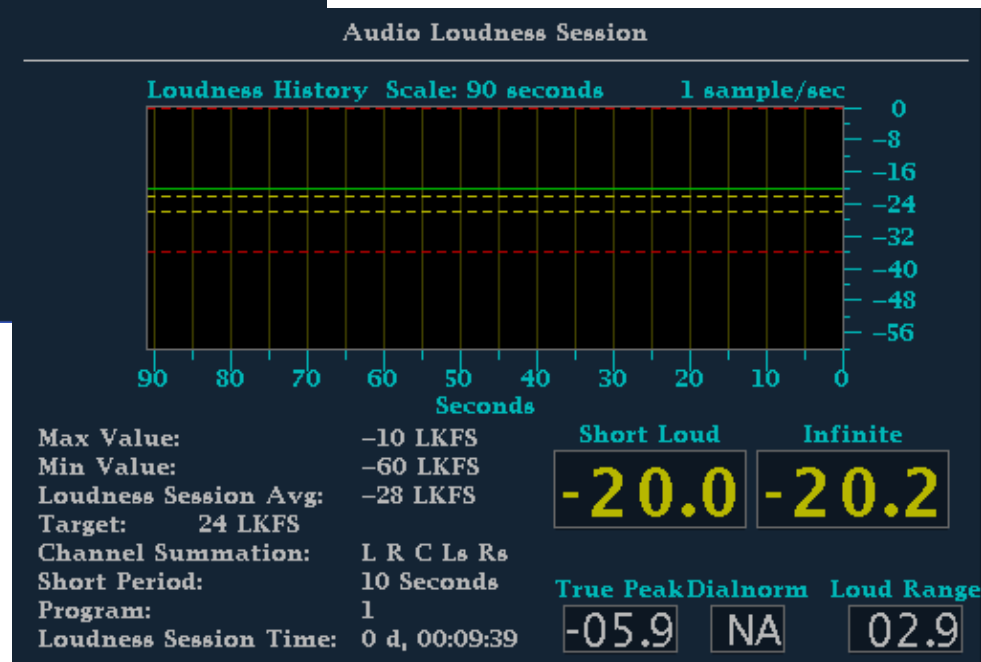 Audio Loudness Session
Loudness History Scale: 90 seconds 1 sample/sec
0
–8
–16
–24
–32
–40
–48
–56
90 80 70 60 50 40 30 20 10 0
Seconds
Max Value: –10 LKFS
Min Value: –60 LKFS
Loudness Session Avg: –28 LKFS
Target: 24 LKFS
Channel Summation: L R C Ls Rs
Short Period: 10 Seconds
Program: 1
Loudness Session Time: 0 d, 00:09:39
Short Loud Infinite
-20.0 -20.2
True Peak Dialnorm Loud Range
-05.9 NA 02.9